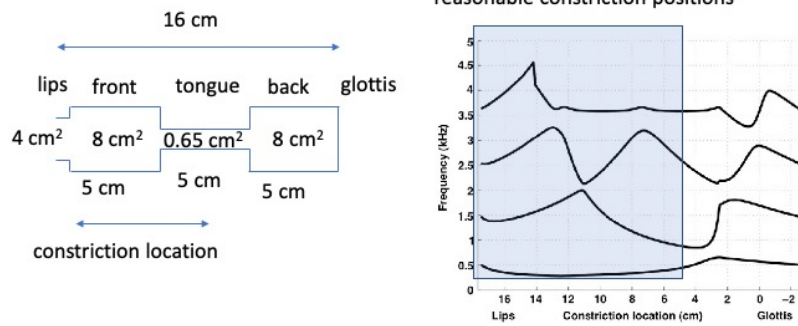 reasonable constriction positions
16 cm
lips front tongue back glottis
4 cm² 8 cm² 0.65 cm² 8 cm²
5 cm 5 cm 5 cm
constriction location
5
4.5
4
3.5
3
2.5
2
1.5
1
0.5
0
Frequency (kHz)
16 14 12 10 8 6 4 2 0 −2
Lips Constriction location (cm) Glottis